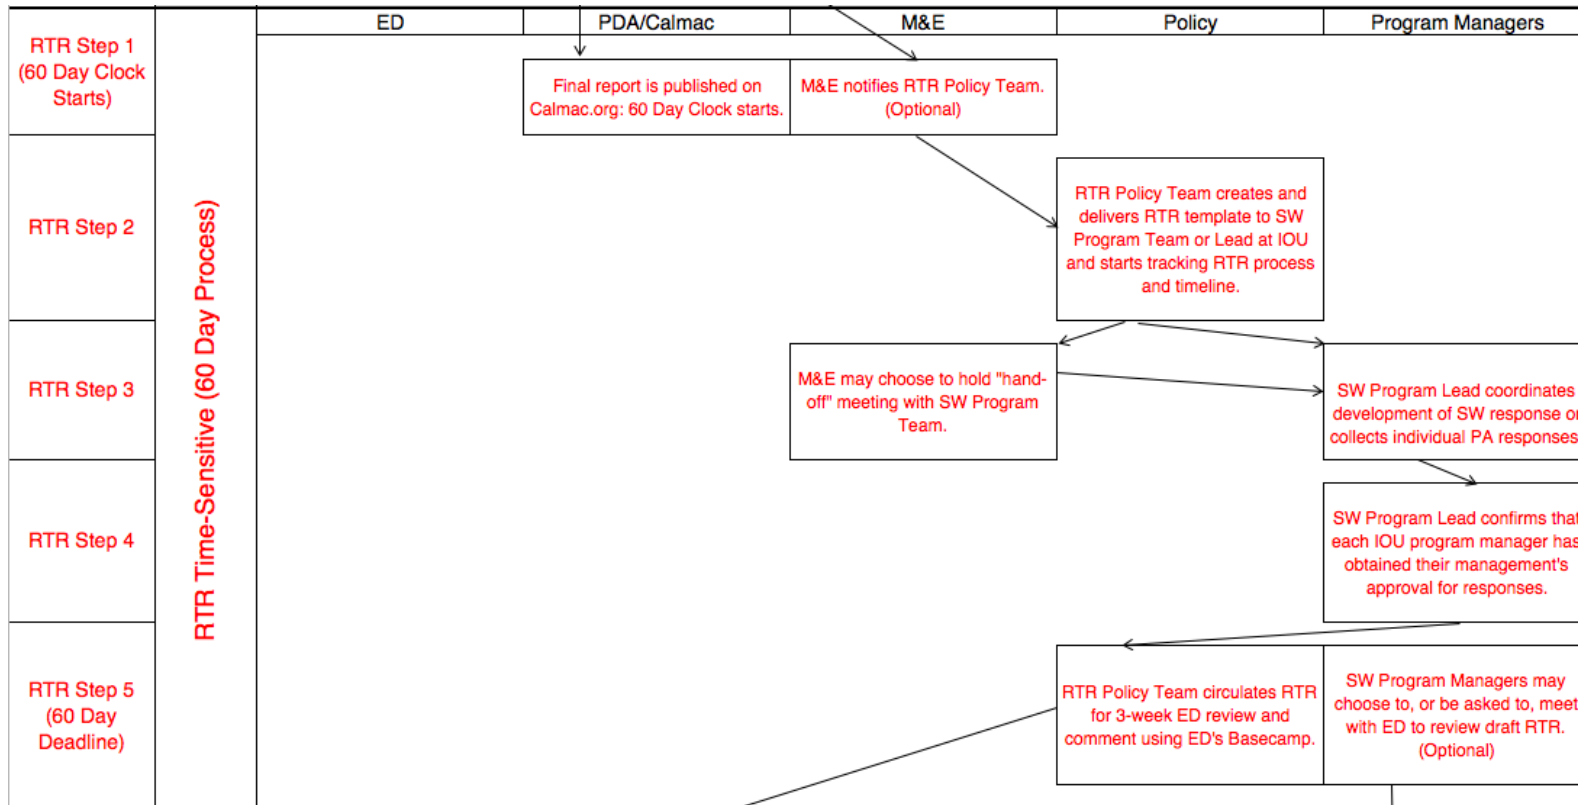 ED
PDA/Calmac
M&E
Policy
Program Managers
RTR Step 1
(60 Day Clock
Starts)
Final report is published on
Calmac.org: 60 Day Clock starts.
M&E notifies RTR Policy Team.
(Optional)
RTR Time-Sensitive (60 Day Process)
RTR Step 2
RTR Policy Team creates and
delivers RTR template to SW
Program Team or Lead at IOU
and starts tracking RTR process
and timeline.
RTR Step 3
M&E may choose to hold "hand-
off" meeting with SW Program
Team.
SW Program Lead coordinates
development of SW response or
collects individual PA responses
RTR Step 4
SW Program Lead confirms that
each IOU program manager has
obtained their management's
approval for responses.
RTR Step 5
(60 Day
Deadline)
RTR Policy Team circulates RTR
for 3-week ED review and
comment using ED's Basecamp.
SW Program Managers may
choose to, or be asked to, meet
with ED to review draft RTR.
(Optional)